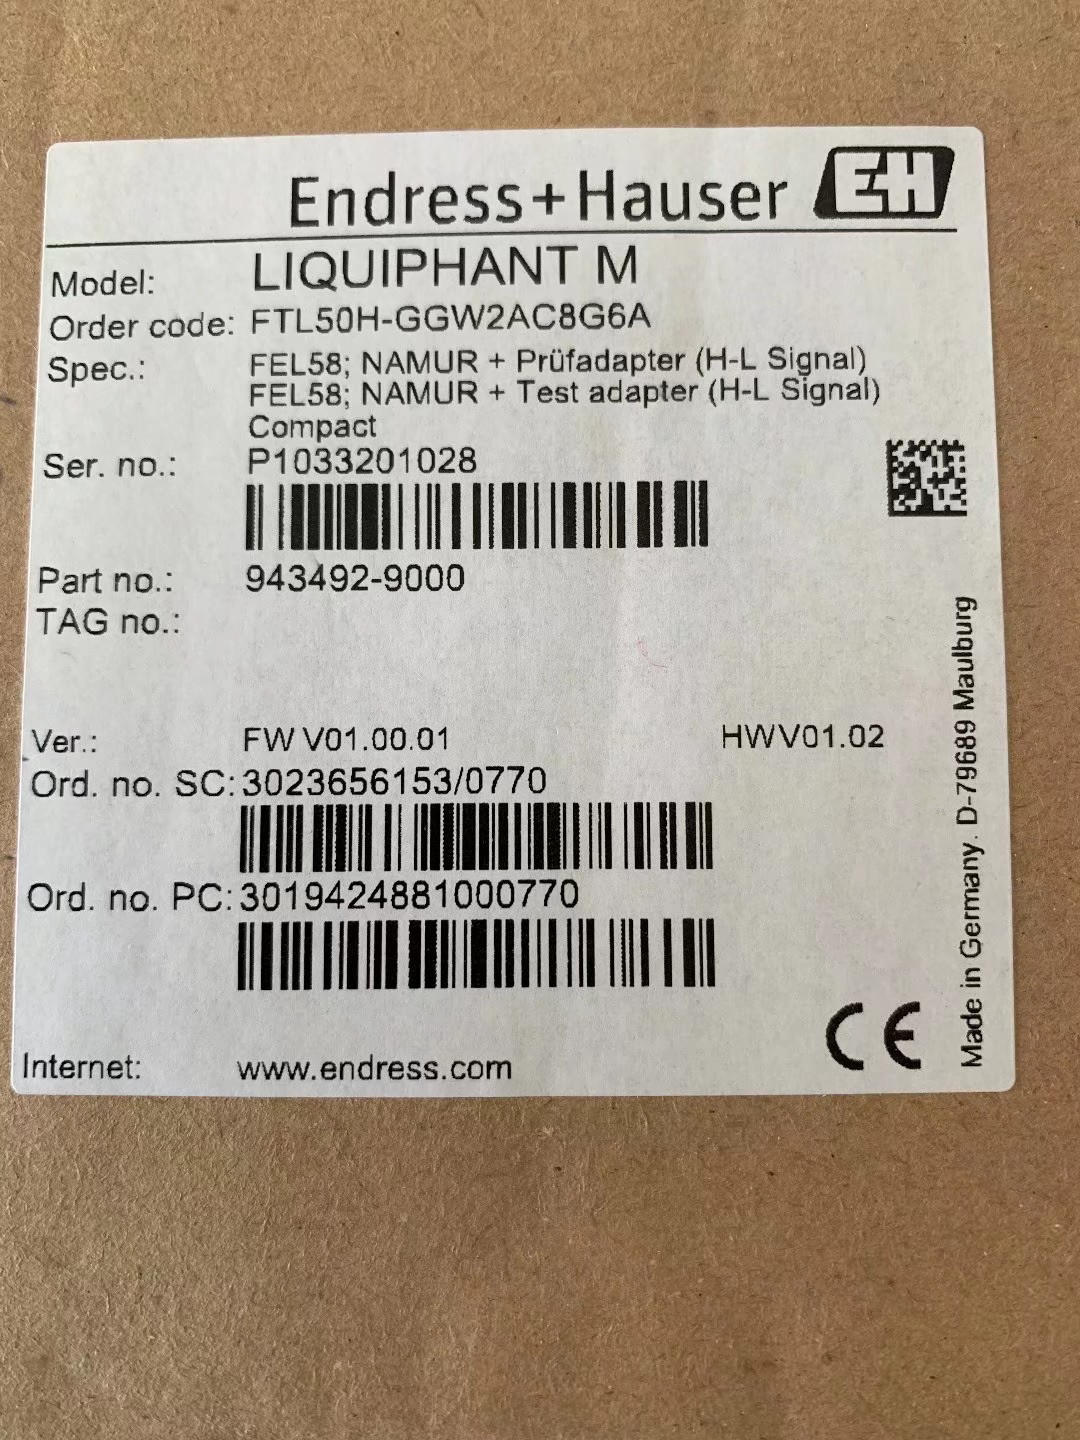 Endress+Hauser EH
Model: LIQUIPHANT M
Order code: FTL50H-GGW2AC8G6A
Spec.: FEL58; NAMUR + Prüfadapter (H-L Signal)
FEL58; NAMUR + Test adapter (H-L Signal)
Compact
Ser. no.: P1033201028
Part no.: 943492-9000
TAG no.:
Ver.: FW V01.00.01 HWV01.02
Ord. no. SC: 3023656153/0770
Ord. no. PC: 3019424881000770
Internet: www.endress.com
CE
Made in Germany. D-79689 Maulburg